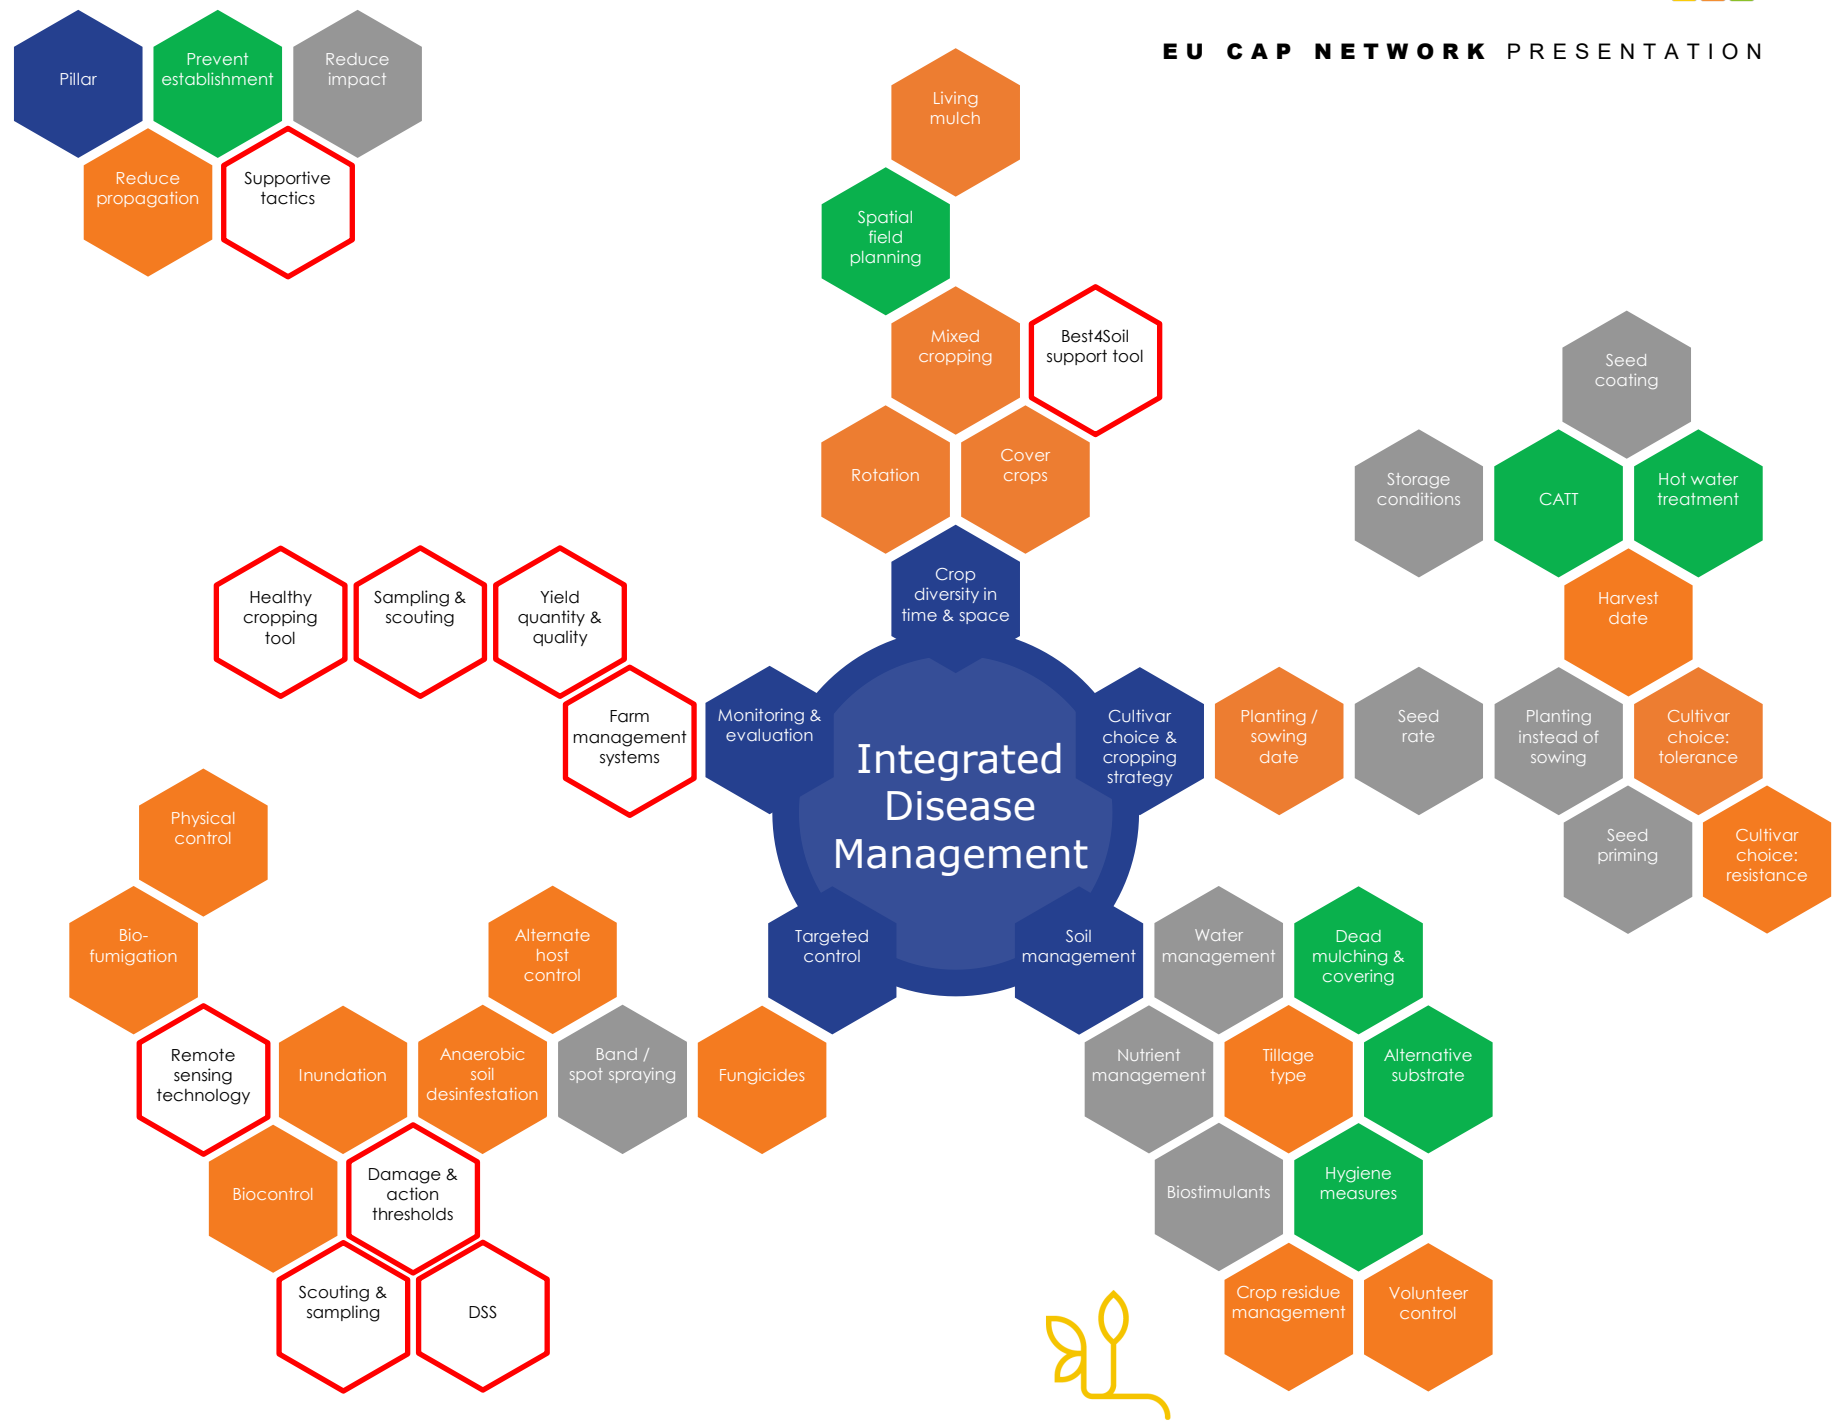 EU CAP NETWORK PRESENTATION
Pillar
Prevent
establishment
Reduce
impact
Reduce
propagation
Supportive
tactics
Living
mulch
Spatial
field
planning
Mixed
cropping
Best4Soil
support tool
Rotation
Cover
crops
Crop
diversity in
time & space
Seed
coating
Storage
conditions
CATT
Hot water
treatment
Harvest
date
Healthy
cropping
tool
Sampling &
scouting
Yield
quantity &
quality
Farm
management
systems
Monitoring &
evaluation
Integrated
Disease
Management
Cultivar
choice &
cropping
strategy
Planting /
sowing
date
Seed
rate
Planting
instead of
sowing
Cultivar
choice:
tolerance
Seed
priming
Cultivar
choice:
resistance
Physical
control
Bio-
fumigation
Alternate
host
control
Targeted
control
Soil
management
Water
management
Dead
mulching &
covering
Remote
sensing
technology
Inundation
Anaerobic
soil
desinfestation
Band /
spot spraying
Fungicides
Nutrient
management
Tillage
type
Alternative
substrate
Biocontrol
Damage &
action
thresholds
Biostimulants
Hygiene
measures
Scouting &
sampling
DSS
Crop residue
management
Volunteer
control